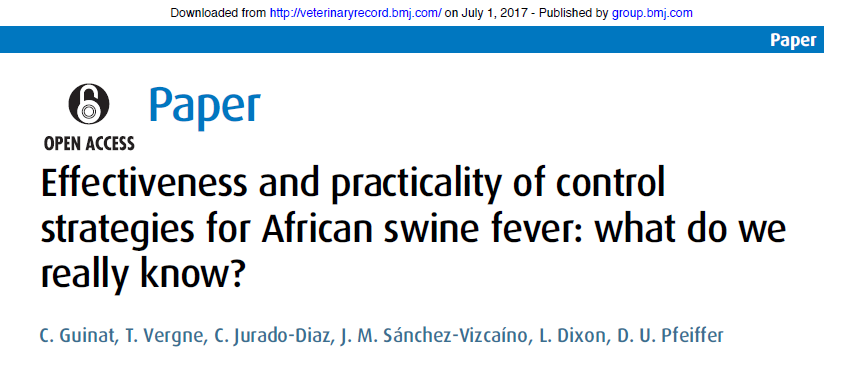 Downloaded from http://veterinaryrecord.bmj.com/ on July 1, 2017 - Published by group.bmj.com
Paper
Paper
OPEN ACCESS
Effectiveness and practicality of control
strategies for African swine fever: what do we
really know?
C. Guinat, T. Vergne, C. Jurado-Diaz, J. M. Sánchez-Vizcaíno, L. Dixon, D. U. Pfeiffer